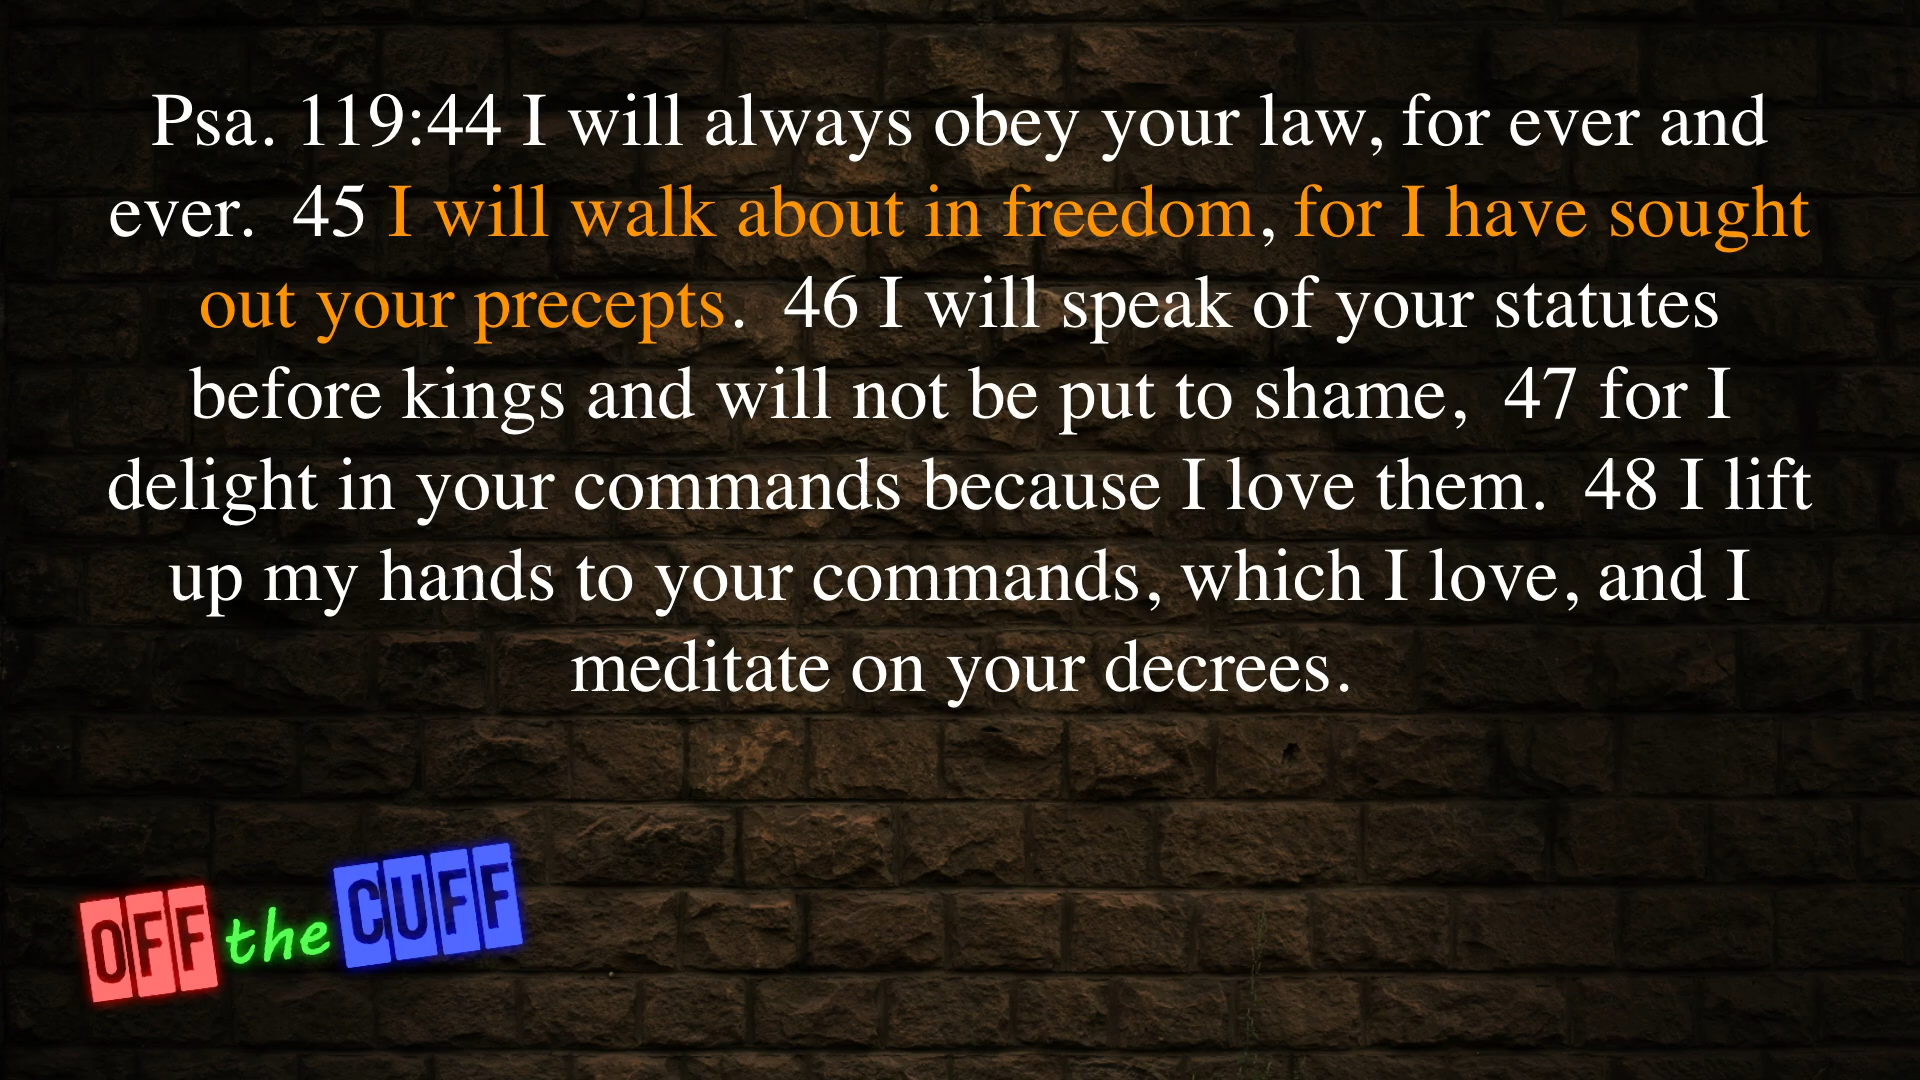 Psa. 119:44 I will always obey your law, for ever and
ever.  45 I will walk about in freedom, for I have sought
out your precepts.  46 I will speak of your statutes
before kings and will not be put to shame,  47 for I
delight in your commands because I love them.  48 I lift
up my hands to your commands, which I love, and I
meditate on your decrees.
OFF the CUFF